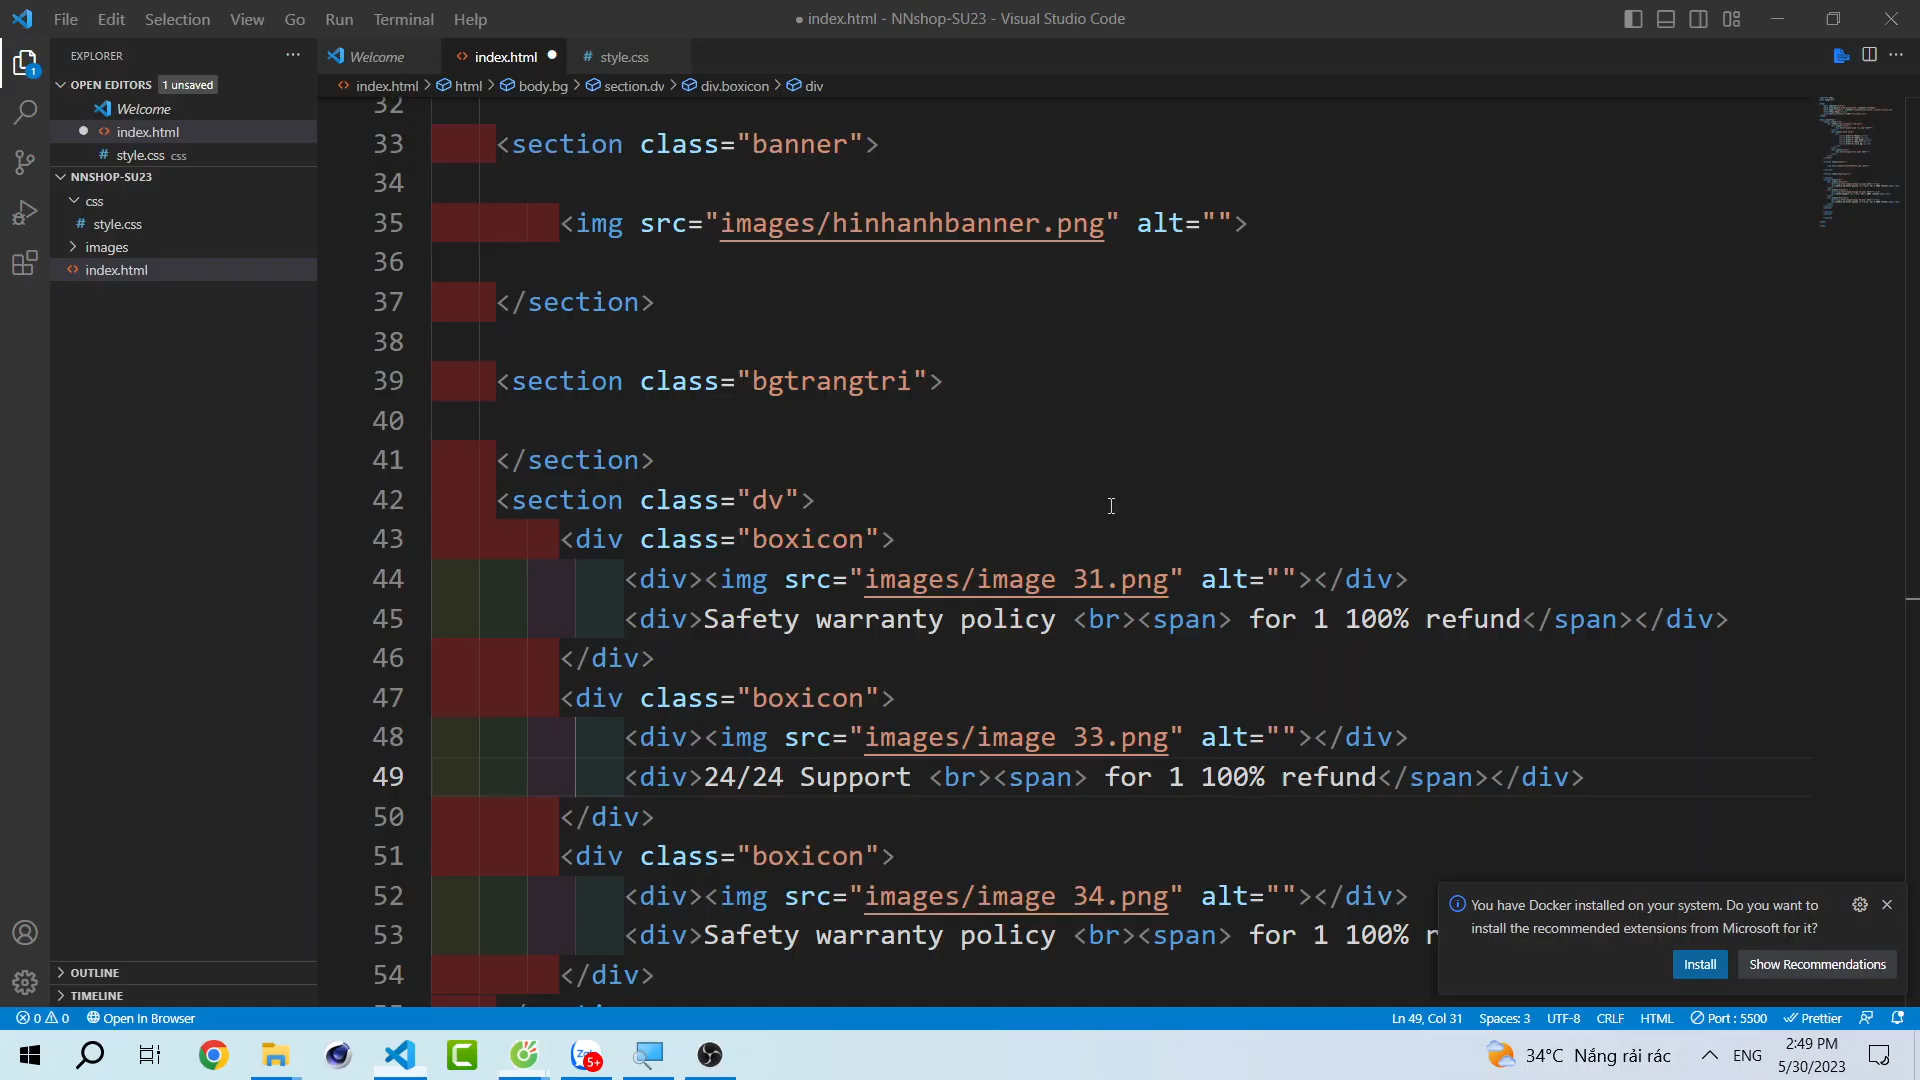 File Edit Selection View Go Run Terminal Help
● index.html - NNshop-SU23 - Visual Studio Code
EXPLORER
OPEN EDITORS 1 unsaved
Welcome
index.html
style.css css
NNSHOP-SU23
css
style.css
images
index.html
OUTLINE
TIMELINE
Welcome index.html style.css
index.html > html > body.bg > section.dv > div.boxicon > div
32
33 <section class="banner">
34
35 <img src="images/hinhanhbanner.png" alt="">
36
37 </section>
38
39 <section class="bgtrangtri">
40
41 </section>
42 <section class="dv">
43 <div class="boxicon">
44 <div><img src="images/image 31.png" alt=""></div>
45 <div>Safety warranty policy <br><span> for 1 100% refund</span></div>
46 </div>
47 <div class="boxicon">
48 <div><img src="images/image 33.png" alt=""></div>
49 <div>24/24 Support <br><span> for 1 100% refund</span></div>
50 </div>
51 <div class="boxicon">
52 <div><img src="images/image 34.png" alt=""></div>
53 <div>Safety warranty policy <br><span> for 1 100% r
54 </div>
You have Docker installed on your system. Do you want to
install the recommended extensions from Microsoft for it?
Install Show Recommendations
0 0 Open In Browser Ln 49, Col 31 Spaces: 3 UTF-8 CRLF HTML Port : 5500 Prettier
34°C Nắng rải rác ENG 2:49 PM
5/30/2023